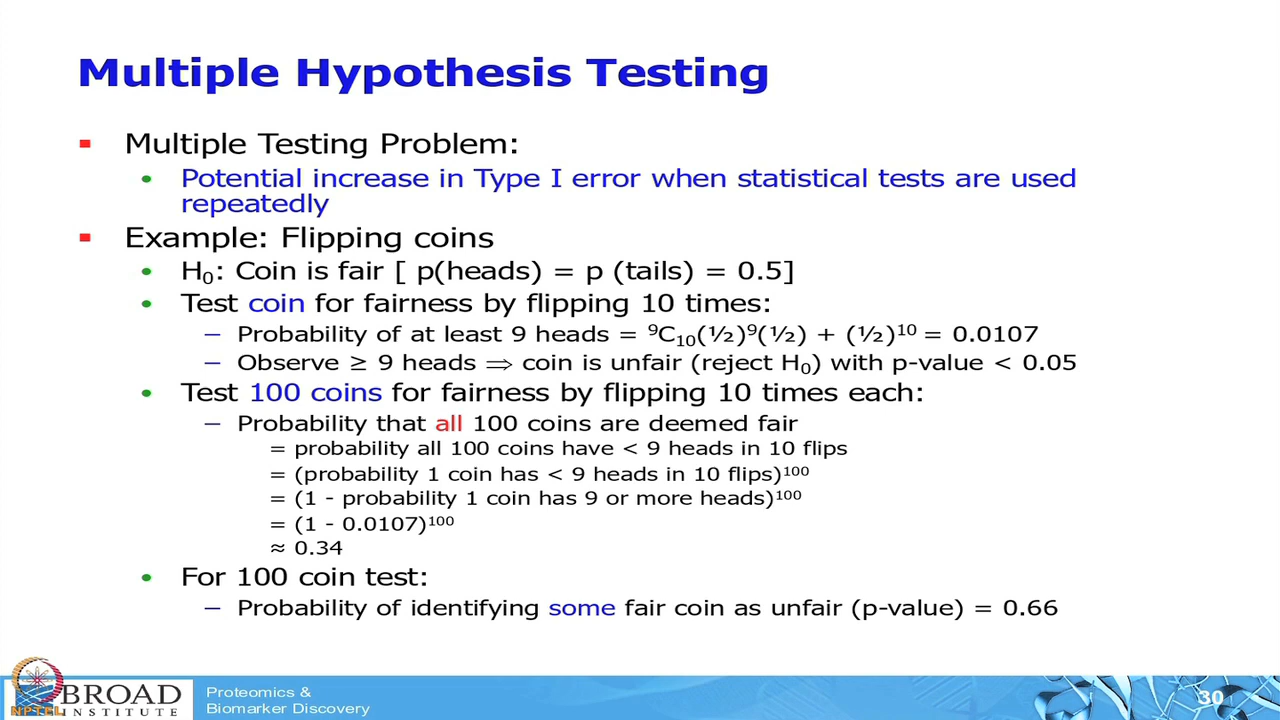 Multiple Hypothesis Testing
Multiple Testing Problem:
Potential increase in Type I error when statistical tests are used
repeatedly
Example: Flipping coins
H₀: Coin is fair [ p(heads) = p (tails) = 0.5]
Test coin for fairness by flipping 10 times:
– Probability of at least 9 heads = ⁹C₁₀(½)⁹(½) + (½)¹⁰ = 0.0107
– Observe ≥ 9 heads ⇒ coin is unfair (reject H₀) with p-value < 0.05
Test 100 coins for fairness by flipping 10 times each:
– Probability that all 100 coins are deemed fair
= probability all 100 coins have < 9 heads in 10 flips
= (probability 1 coin has < 9 heads in 10 flips)¹⁰⁰
= (1 - probability 1 coin has 9 or more heads)¹⁰⁰
= (1 - 0.0107)¹⁰⁰
≈ 0.34
For 100 coin test:
– Probability of identifying some fair coin as unfair (p-value) = 0.66
NPTEL
BROAD
INSTITUTE
Proteomics &
Biomarker Discovery
30